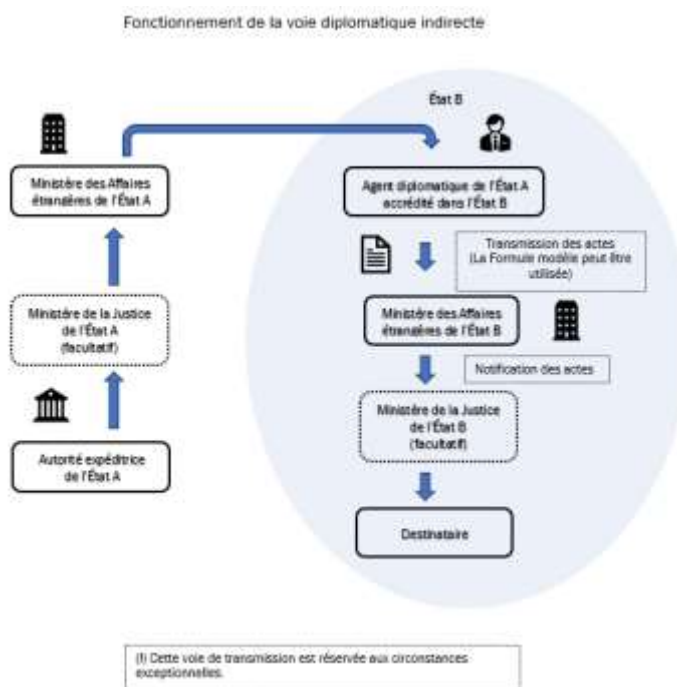 Fonctionnement de la voie diplomatique indirecte
État B
Ministère des Affaires
étrangères de l'État A
Agent diplomatique de l'État A
accrédité dans l'État B
Transmission des actes
(La Formule modèle peut être
utilisée)
Ministère de la Justice
de l'État A
(facultatif)
Ministère des Affaires
étrangères de l'État B
Notification des actes
Ministère de la Justice
de l'État B
(facultatif)
Autorité expéditrice
de l'État A
Destinataire
(!) Cette voie de transmission est réservée aux circonstances
exceptionnelles.